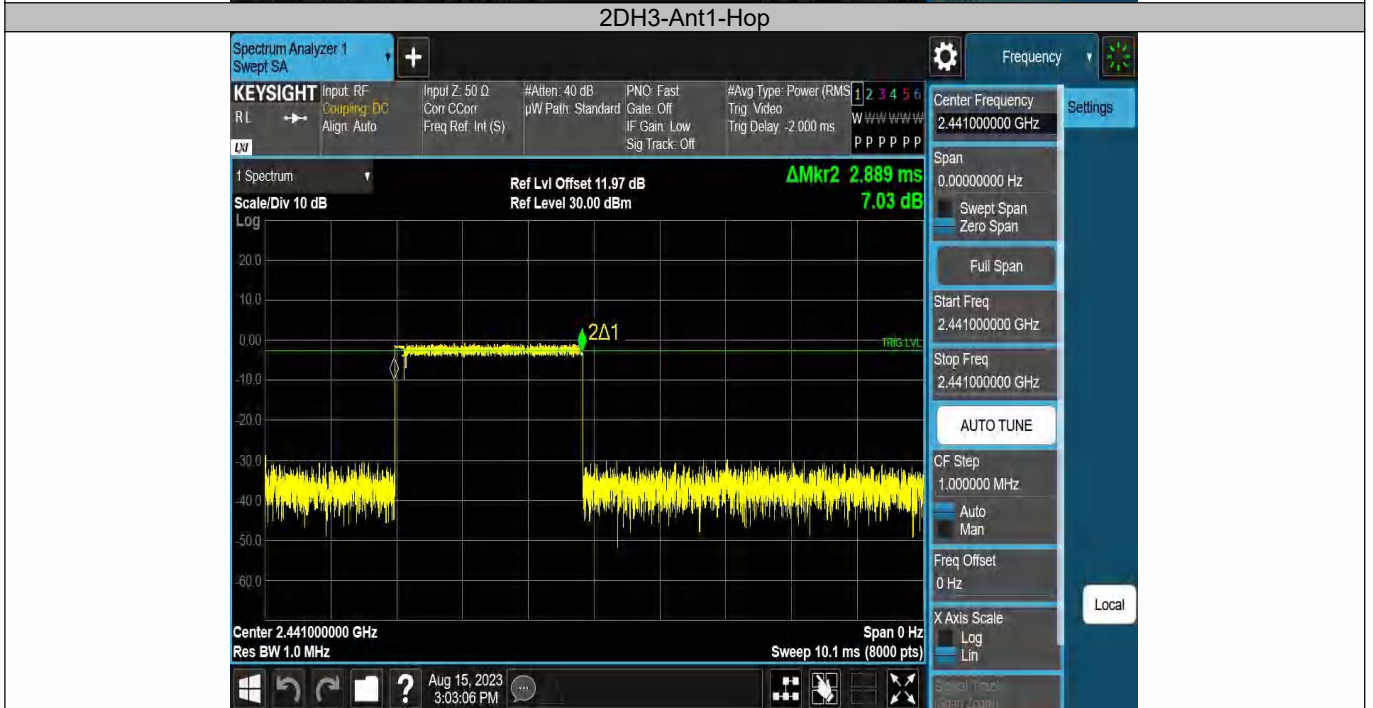 2DH3-Ant1-Hop
Spectrum Analyzer 1
Swept SA
Frequency
KEYSIGHT
Input: RF
Coupling: DC
Align: Auto
Input Z: 50 Ω
Corr CCorr
Freq Ref: Int (S)
#Atten: 40 dB
µW Path: Standard
PNO: Fast
Gate: Off
IF Gain: Low
Sig Track: Off
#Avg Type: Power (RMS
Trig: Video
Trig Delay: -2.000 ms
1 2 3 4 5 6
W W W W W W
P P P P P P
R L
LXI
Center Frequency
2.441000000 GHz
Settings
1 Spectrum
Ref Lvl Offset 11.97 dB
ΔMkr2 2.889 ms
Scale/Div 10 dB
Ref Level 30.00 dBm
7.03 dB
Span
0.00000000 Hz
Swept Span
Zero Span
Log
20.0
10.0
0.00
-10.0
-20.0
-30.0
-40.0
-50.0
-60.0
2Δ1
TRIG LVL
Full Span
Start Freq
2.441000000 GHz
Stop Freq
2.441000000 GHz
AUTO TUNE
CF Step
1.000000 MHz
Auto
Man
Freq Offset
0 Hz
Local
X Axis Scale
Log
Lin
Center 2.441000000 GHz
Span 0 Hz
Res BW 1.0 MHz
Sweep 10.1 ms (8000 pts)
?
Aug 15, 2023
3:03:06 PM
Signal Track
(Span Zoom)